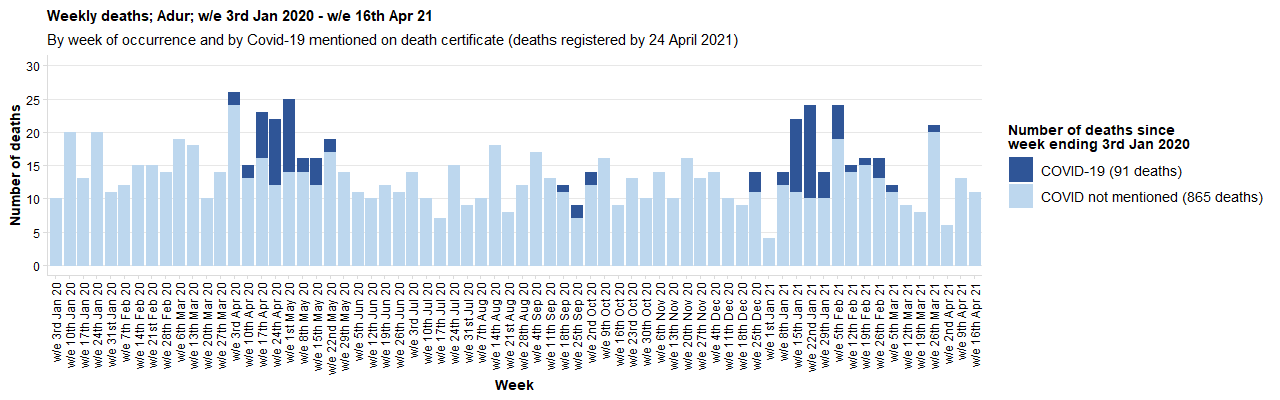 Weekly deaths; Adur; w/e 3rd Jan 2020 - w/e 16th Apr 21
By week of occurrence and by Covid-19 mentioned on death certificate (deaths registered by 24 April 2021)
Number of deaths
30
25
20
15
10
5
0
w/e 3rd Jan 20
w/e 10th Jan 20
w/e 17th Jan 20
w/e 24th Jan 20
w/e 31st Jan 20
w/e 7th Feb 20
w/e 14th Feb 20
w/e 21st Feb 20
w/e 28th Feb 20
w/e 6th Mar 20
w/e 13th Mar 20
w/e 20th Mar 20
w/e 27th Mar 20
w/e 3rd Apr 20
w/e 10th Apr 20
w/e 17th Apr 20
w/e 24th Apr 20
w/e 1st May 20
w/e 8th May 20
w/e 15th May 20
w/e 22nd May 20
w/e 29th May 20
w/e 5th Jun 20
w/e 12th Jun 20
w/e 19th Jun 20
w/e 26th Jun 20
w/e 3rd Jul 20
w/e 10th Jul 20
w/e 17th Jul 20
w/e 24th Jul 20
w/e 31st Jul 20
w/e 7th Aug 20
w/e 14th Aug 20
w/e 21st Aug 20
w/e 28th Aug 20
w/e 4th Sep 20
w/e 11th Sep 20
w/e 18th Sep 20
w/e 25th Sep 20
w/e 2nd Oct 20
w/e 9th Oct 20
w/e 16th Oct 20
w/e 23rd Oct 20
w/e 30th Oct 20
w/e 6th Nov 20
w/e 13th Nov 20
w/e 20th Nov 20
w/e 27th Nov 20
w/e 4th Dec 20
w/e 11th Dec 20
w/e 18th Dec 20
w/e 25th Dec 20
w/e 1st Jan 21
w/e 8th Jan 21
w/e 15th Jan 21
w/e 22nd Jan 21
w/e 29th Jan 21
w/e 5th Feb 21
w/e 12th Feb 21
w/e 19th Feb 21
w/e 26th Feb 21
w/e 5th Mar 21
w/e 12th Mar 21
w/e 19th Mar 21
w/e 26th Mar 21
w/e 2nd Apr 21
w/e 9th Apr 21
w/e 16th Apr 21
Week
Number of deaths since
week ending 3rd Jan 2020
COVID-19 (91 deaths)
COVID not mentioned (865 deaths)